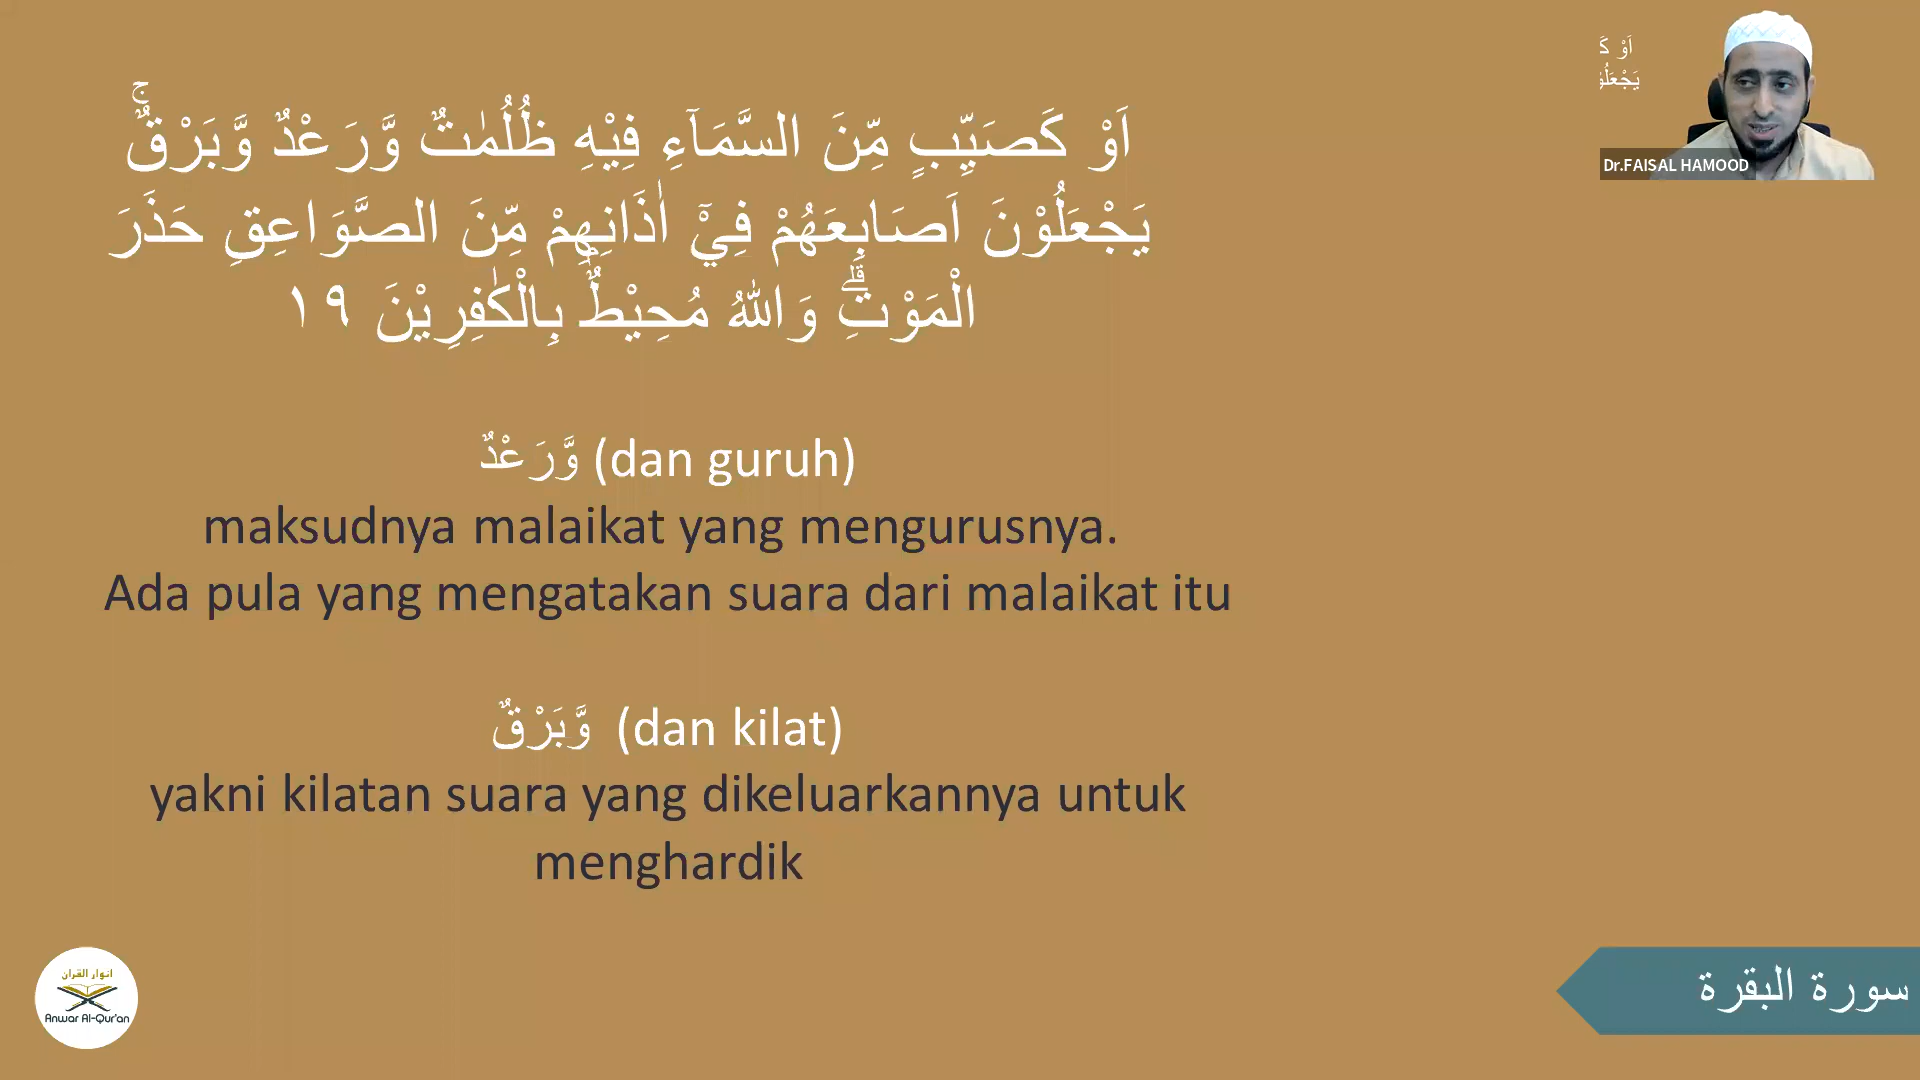 اَوْ كَصَيِّبٍ مِّنَ السَّمَاۤءِ فِيْهِ ظُلُمٰتٌ وَّرَعْدٌ وَّبَرْقٌۚ
يَجْعَلُوْنَ اَصَابِعَهُمْ فِيْٓ اٰذَانِهِمْ مِّنَ الصَّوَاعِقِ حَذَرَ
الْمَوْتِۗ وَاللّٰهُ مُحِيْطٌۢ بِالْكٰفِرِيْنَ ١٩
وَّرَعْدٌ (dan guruh)
maksudnya malaikat yang mengurusnya.
Ada pula yang mengatakan suara dari malaikat itu
وَّبَرْقٌ (dan kilat)
yakni kilatan suara yang dikeluarkannya untuk
menghardik
اَوْ كَ
يَجْعَلُوْ
Dr.FAISAL HAMOOD
انوار القران
Anwar Al-Qur'an
سورة البقرة